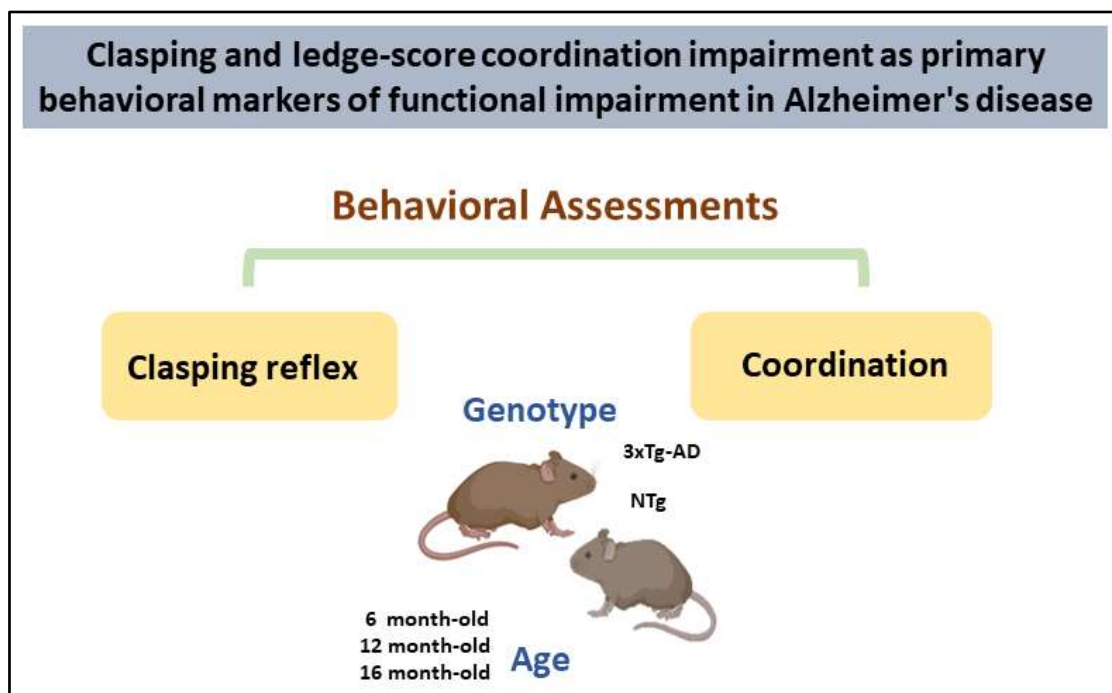 Clasping and ledge-score coordination impairment as primary
behavioral markers of functional impairment in Alzheimer's disease
Behavioral Assessments
Clasping reflex
Coordination
Genotype
3xTg-AD
NTg
6 month-old
12 month-old
16 month-old
Age